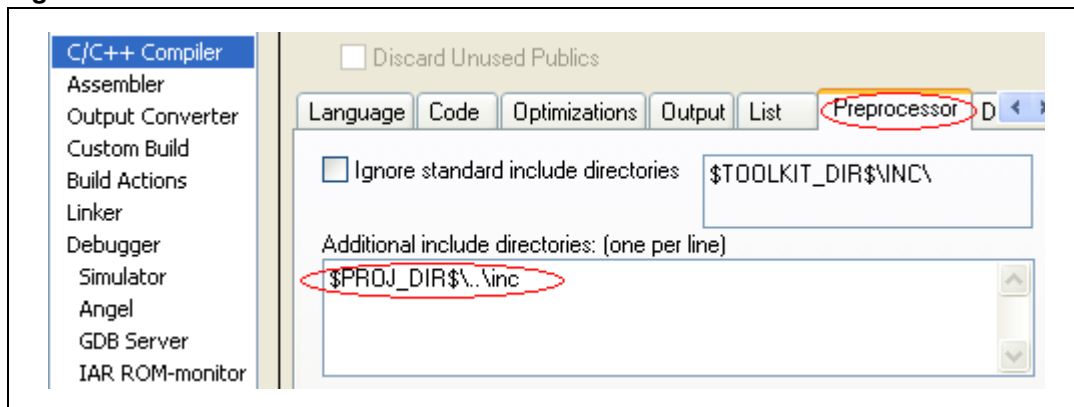 C/C++ Compiler
Assembler
Output Converter
Custom Build
Build Actions
Linker
Debugger
Simulator
Angel
GDB Server
IAR ROM-monitor
Discard Unused Publics
Language Code Optimizations Output List Preprocessor D
Ignore standard include directories
$TOOLKIT_DIR$\INC\
Additional include directories: (one per line)
$PROJ_DIR$\..\inc